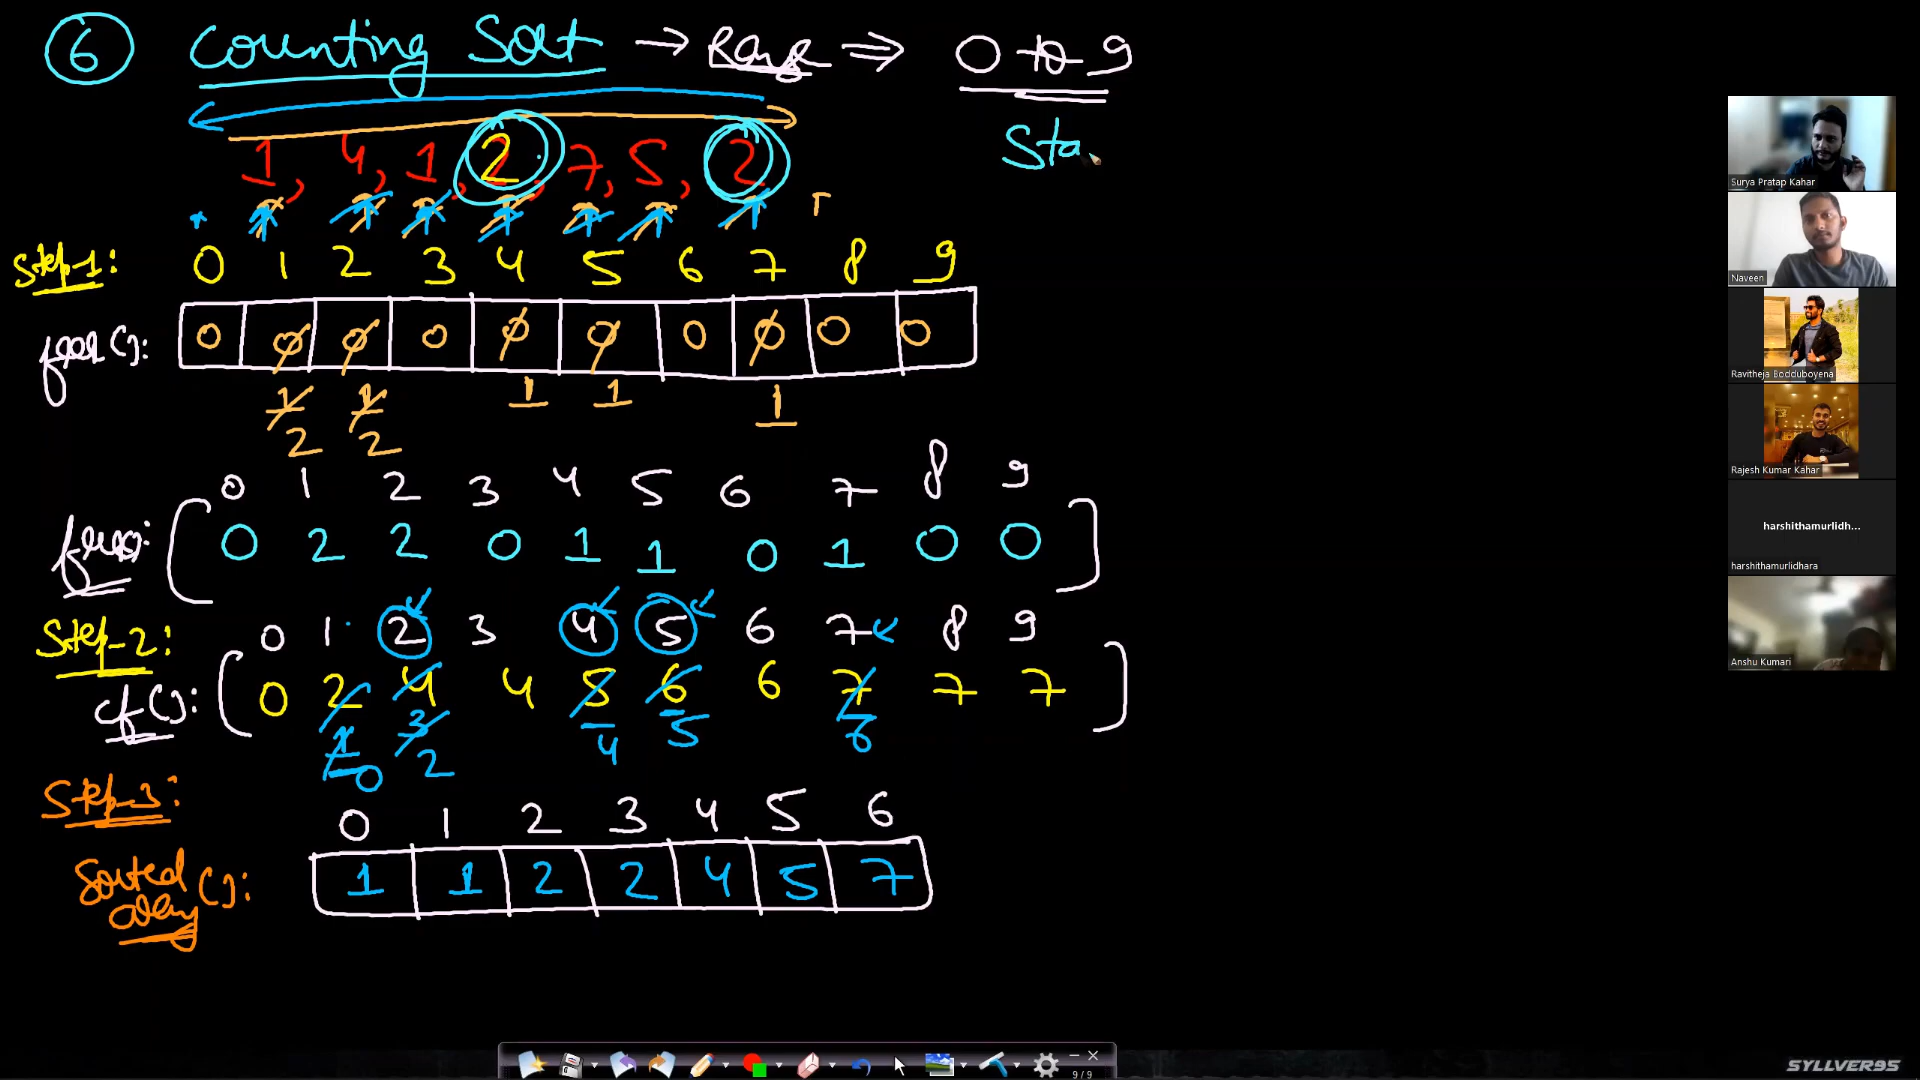 6 Counting Sort → Range ⇒ 0 to 9
1, 4, 1, 2, 7, 5, 2
Sta
Step-1: 0 1 2 3 4 5 6 7 8 9
freq(): 0 0 0 0 0 0 0 0 0 0
1 1 1 1 1
2 2
0 1 2 3 4 5 6 7 8 9
freq(): 0 2 2 0 1 1 0 1 0 0
Step-2: 0 1 2 3 4 5 6 7 8 9
cf(): 0 2 4 4 5 6 6 7 7 7
1 3 4 5 6
0 2
Step-3:
0 1 2 3 4 5 6
Sorted array(): 1 1 2 2 4 5 7
Surya Pratap Kahar
Naveen
Ravitheja Bodduboyena
Rajesh Kumar Kahar
harshithamurlidh...
harshithamurlidhara
Anshu Kumari
9 / 9
SYLLVER95